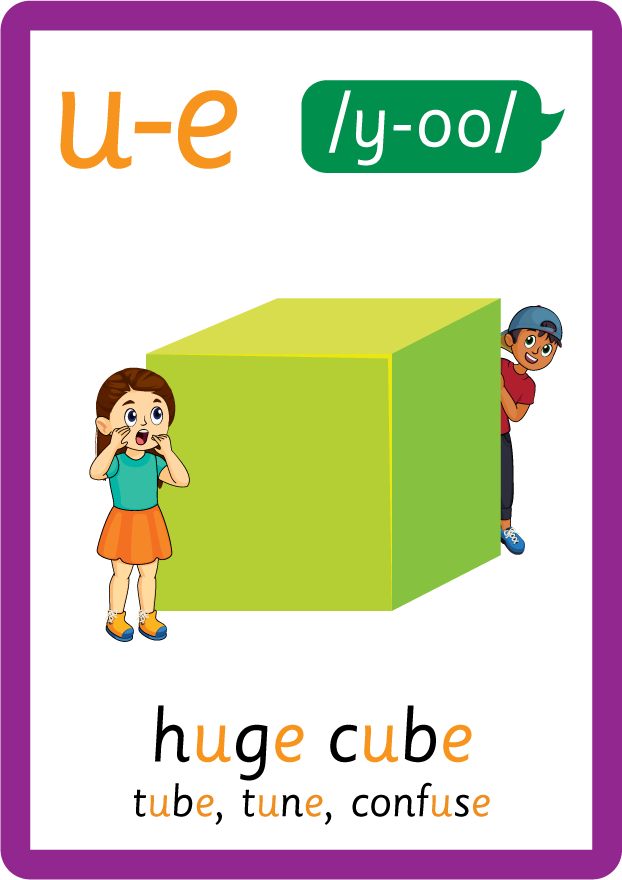 u-e
/y-oo/
huge cube
tube, tune, confuse